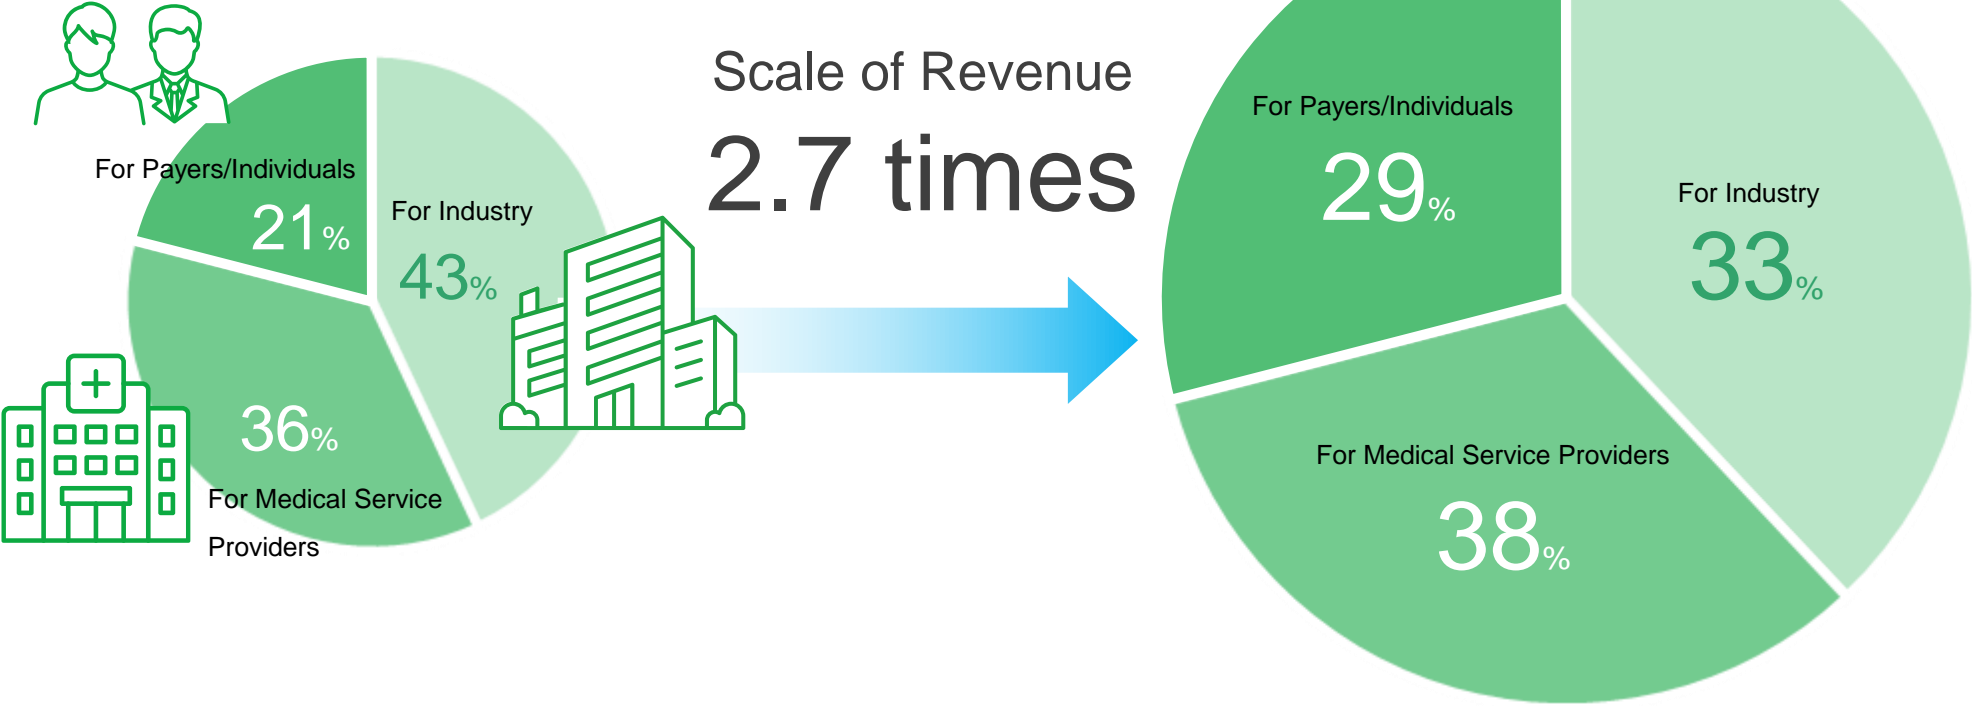 For Payers/Individuals
21%
For Industry
43%
36%
For Medical Service
Providers
Scale of Revenue
2.7 times
For Payers/Individuals
29%
For Industry
33%
For Medical Service Providers
38%